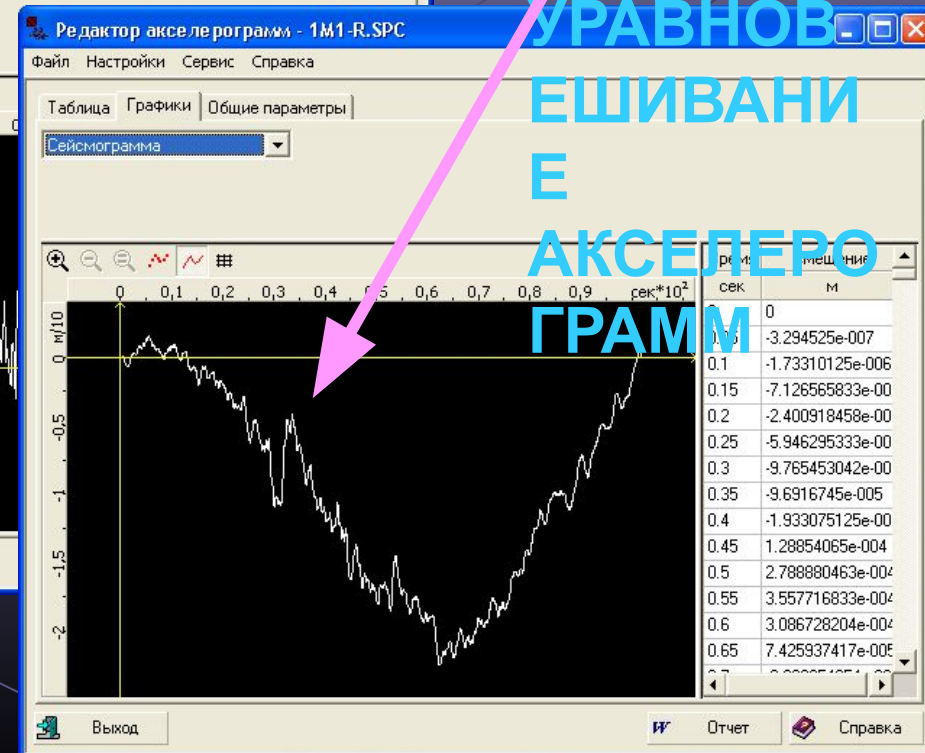 Редактор акселерограмм - 1M1-R.SPC
УРАВНОВ
ЕШИВАНИ
Е
АКСЕЛЕРО
ГРАММ
Файл Настройки Сервис Справка
Таблица Графики Общие параметры
Сейсмограмма
0 0,1 0,2 0,3 0,4 0,6 0,7 0,8 0,9 сек*10²
м/10
0
-0,5
-1
-1,5
-2
сек м
0
-3.294525e-007
0.1 -1.73310125e-006
0.15 -7.126565833e-00
0.2 -2.400918458e-00
0.25 -5.946295333e-00
0.3 -9.765453042e-00
0.35 -9.6916745e-005
0.4 -1.933075125e-00
0.45 1.28854065e-004
0.5 2.788880463e-004
0.55 3.557716833e-004
0.6 3.086728204e-004
0.65 7.425937417e-005
Выход Отчет Справка